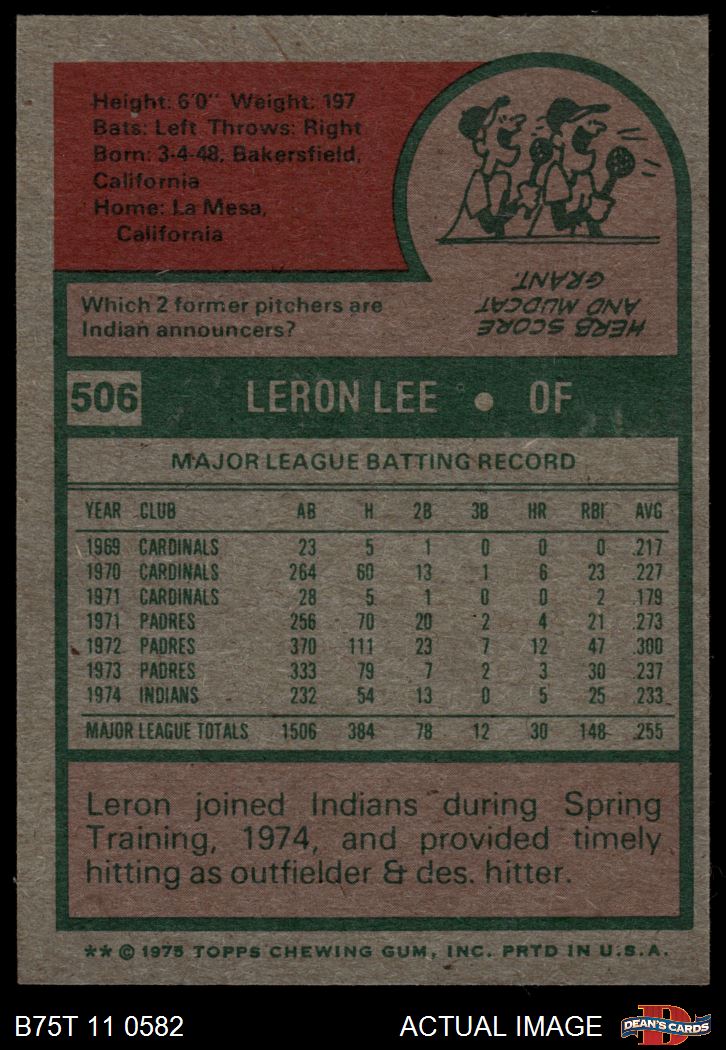 Height: 6'0" Weight: 197
Bats: Left Throws: Right
Born: 3-4-48, Bakersfield,
California
Home: La Mesa,
California
Which 2 former pitchers are
Indian announcers?
HERB SCORE
AND MUDCAT
GRANT.
506 LERON LEE • OF
MAJOR LEAGUE BATTING RECORD
YEAR CLUB AB H 2B 3B HR RBI AVG
1969 CARDINALS 23 5 1 0 0 0 .217
1970 CARDINALS 264 60 13 1 6 23 .227
1971 CARDINALS 28 5 1 0 0 2 .179
1971 PADRES 256 70 20 2 4 21 .273
1972 PADRES 370 111 23 7 12 47 .300
1973 PADRES 333 79 7 2 3 30 .237
1974 INDIANS 232 54 13 0 5 25 .233
MAJOR LEAGUE TOTALS 1506 384 78 12 30 148 .255
Leron joined Indians during Spring
Training, 1974, and provided timely
hitting as outfielder & des. hitter.
** © 1975 TOPPS CHEWING GUM, INC. PRTD IN U.S.A.
B75T 11 0582 ACTUAL IMAGE
DEAN'S CARDS